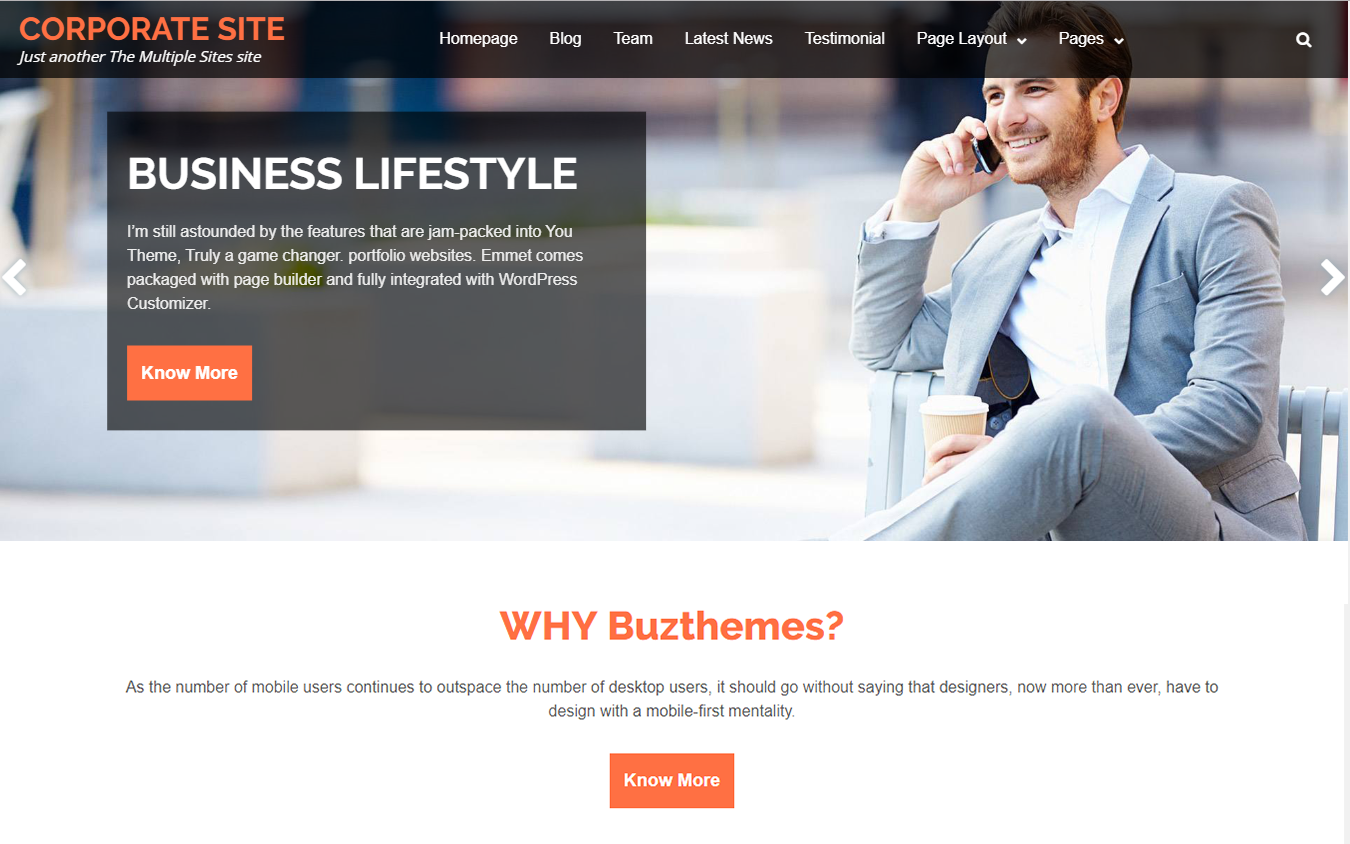 CORPORATE SITE
Just another The Multiple Sites site
Homepage Blog Team Latest News Testimonial Page Layout Pages
BUSINESS LIFESTYLE
I'm still astounded by the features that are jam-packed into You
Theme, Truly a game changer. portfolio websites. Emmet comes
packaged with page builder and fully integrated with WordPress
Customizer.
Know More
WHY Buzthemes?
As the number of mobile users continues to outspace the number of desktop users, it should go without saying that designers, now more than ever, have to
design with a mobile-first mentality.
Know More